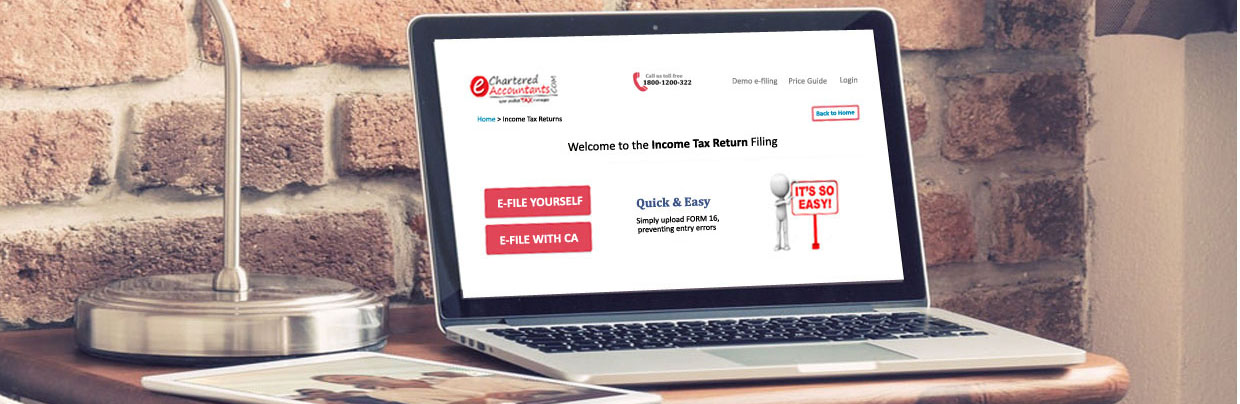 e Chartered
Accountants.COM
your online TAX manager
Call us toll free
1800-1200-322
Demo e-filing
Price Guide
Login
Home > Income Tax Returns
Back to Home
Welcome to the Income Tax Return Filing
E-FILE YOURSELF
E-FILE WITH CA
Quick & Easy
Simply upload FORM 16,
preventing entry errors
IT'S SO
EASY!